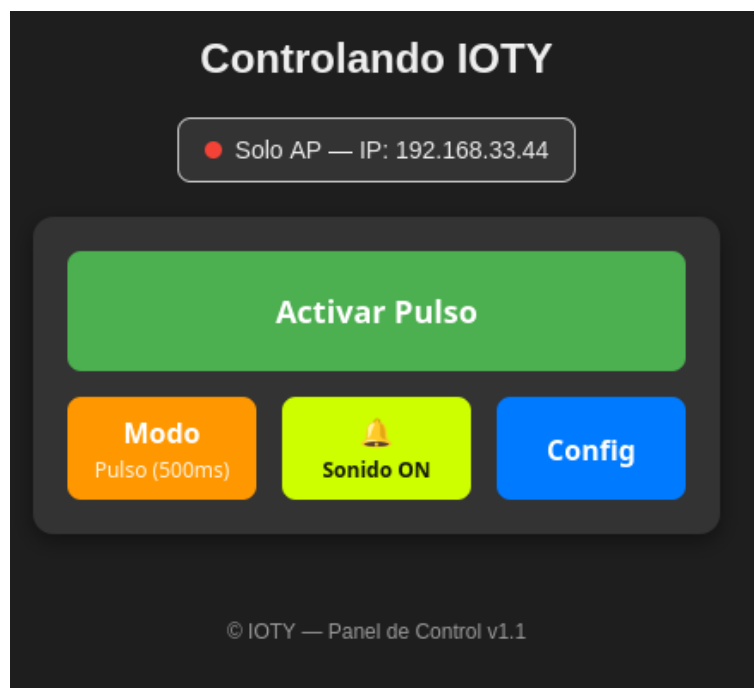 Controlando IOTY
Solo AP — IP: 192.168.33.44
Activar Pulso
Modo
Pulso (500ms)
Sonido ON
Config
© IOTY — Panel de Control v1.1